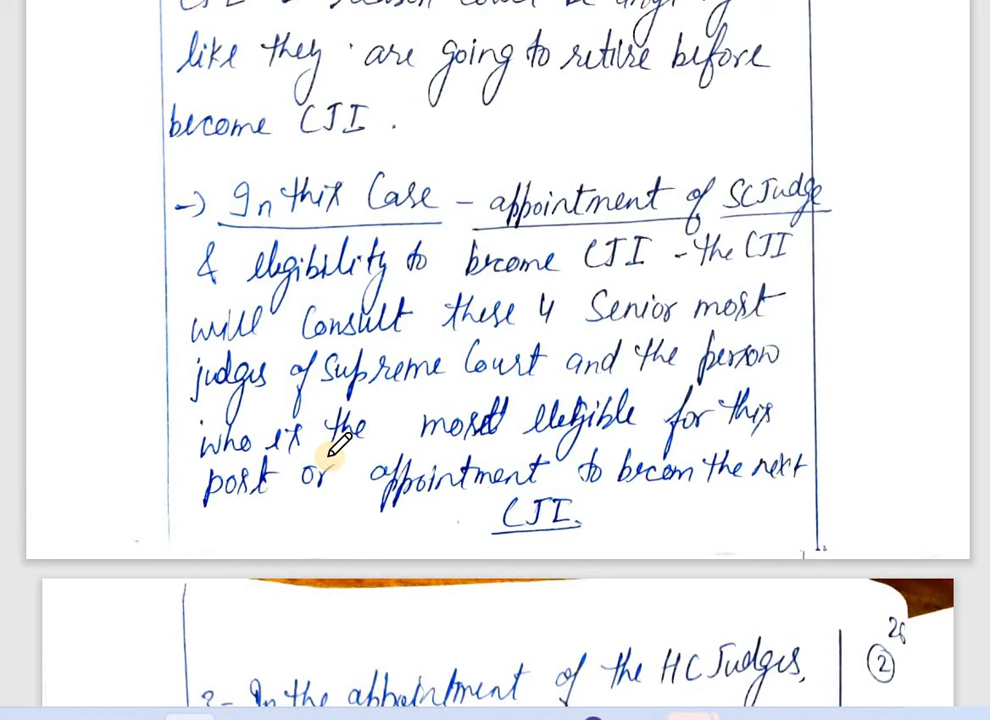 like they are going to retire before
become CJI.
→ In this Case - appointment of SC Judge
& elegibility to become CJI - the CJI
will Consult these 4 Senior most
judges of Supreme Court and the person
who is the most elegible for this
post or appointment to becom the next
CJI.
26
2
2- In the appointment of the HC Judges,